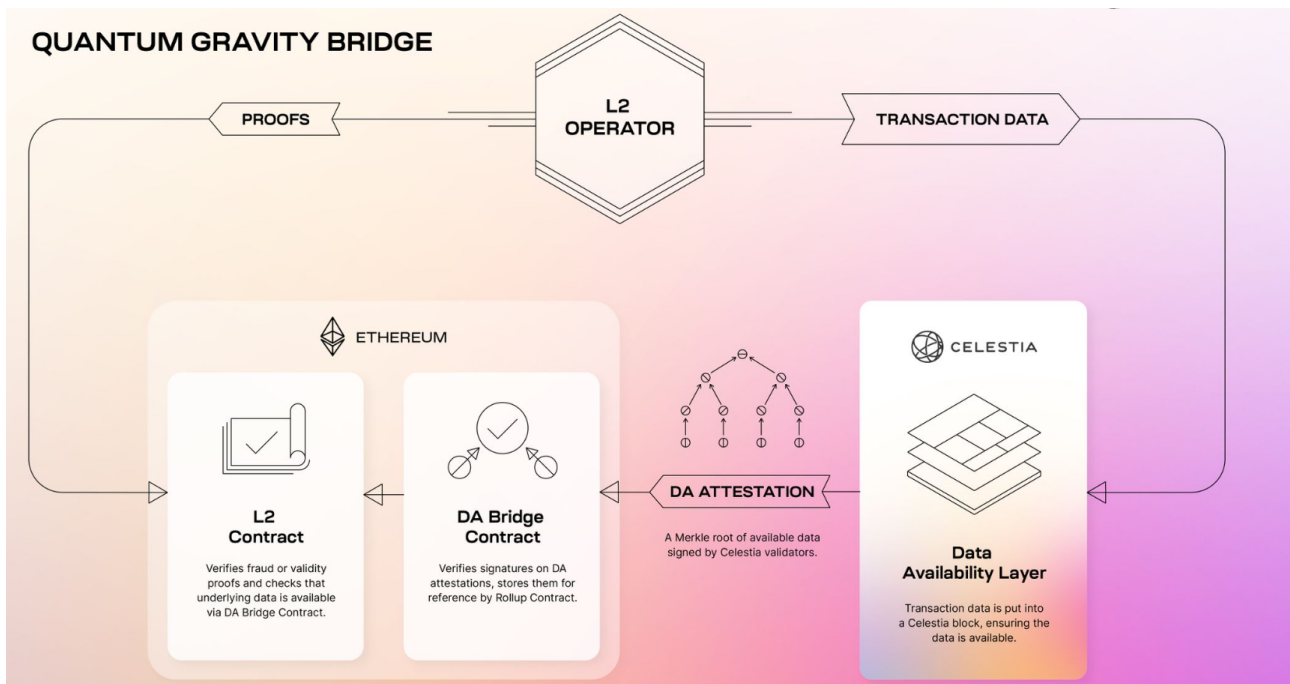 QUANTUM GRAVITY BRIDGE
L2
OPERATOR
PROOFS
TRANSACTION DATA
ETHEREUM
L2
Contract
Verifies fraud or validity
proofs and checks that
underlying data is available
via DA Bridge Contract.
DA Bridge
Contract
Verifies signatures on DA
attestations, stores them for
reference by Rollup Contract.
DA ATTESTATION
A Merkle root of available data
signed by Celestia validators.
CELESTIA
Data
Availability Layer
Transaction data is put into
a Celestia block, ensuring the
data is available.